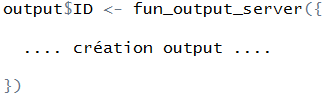 output$ID <- fun_output_server({
.... création output ....
})